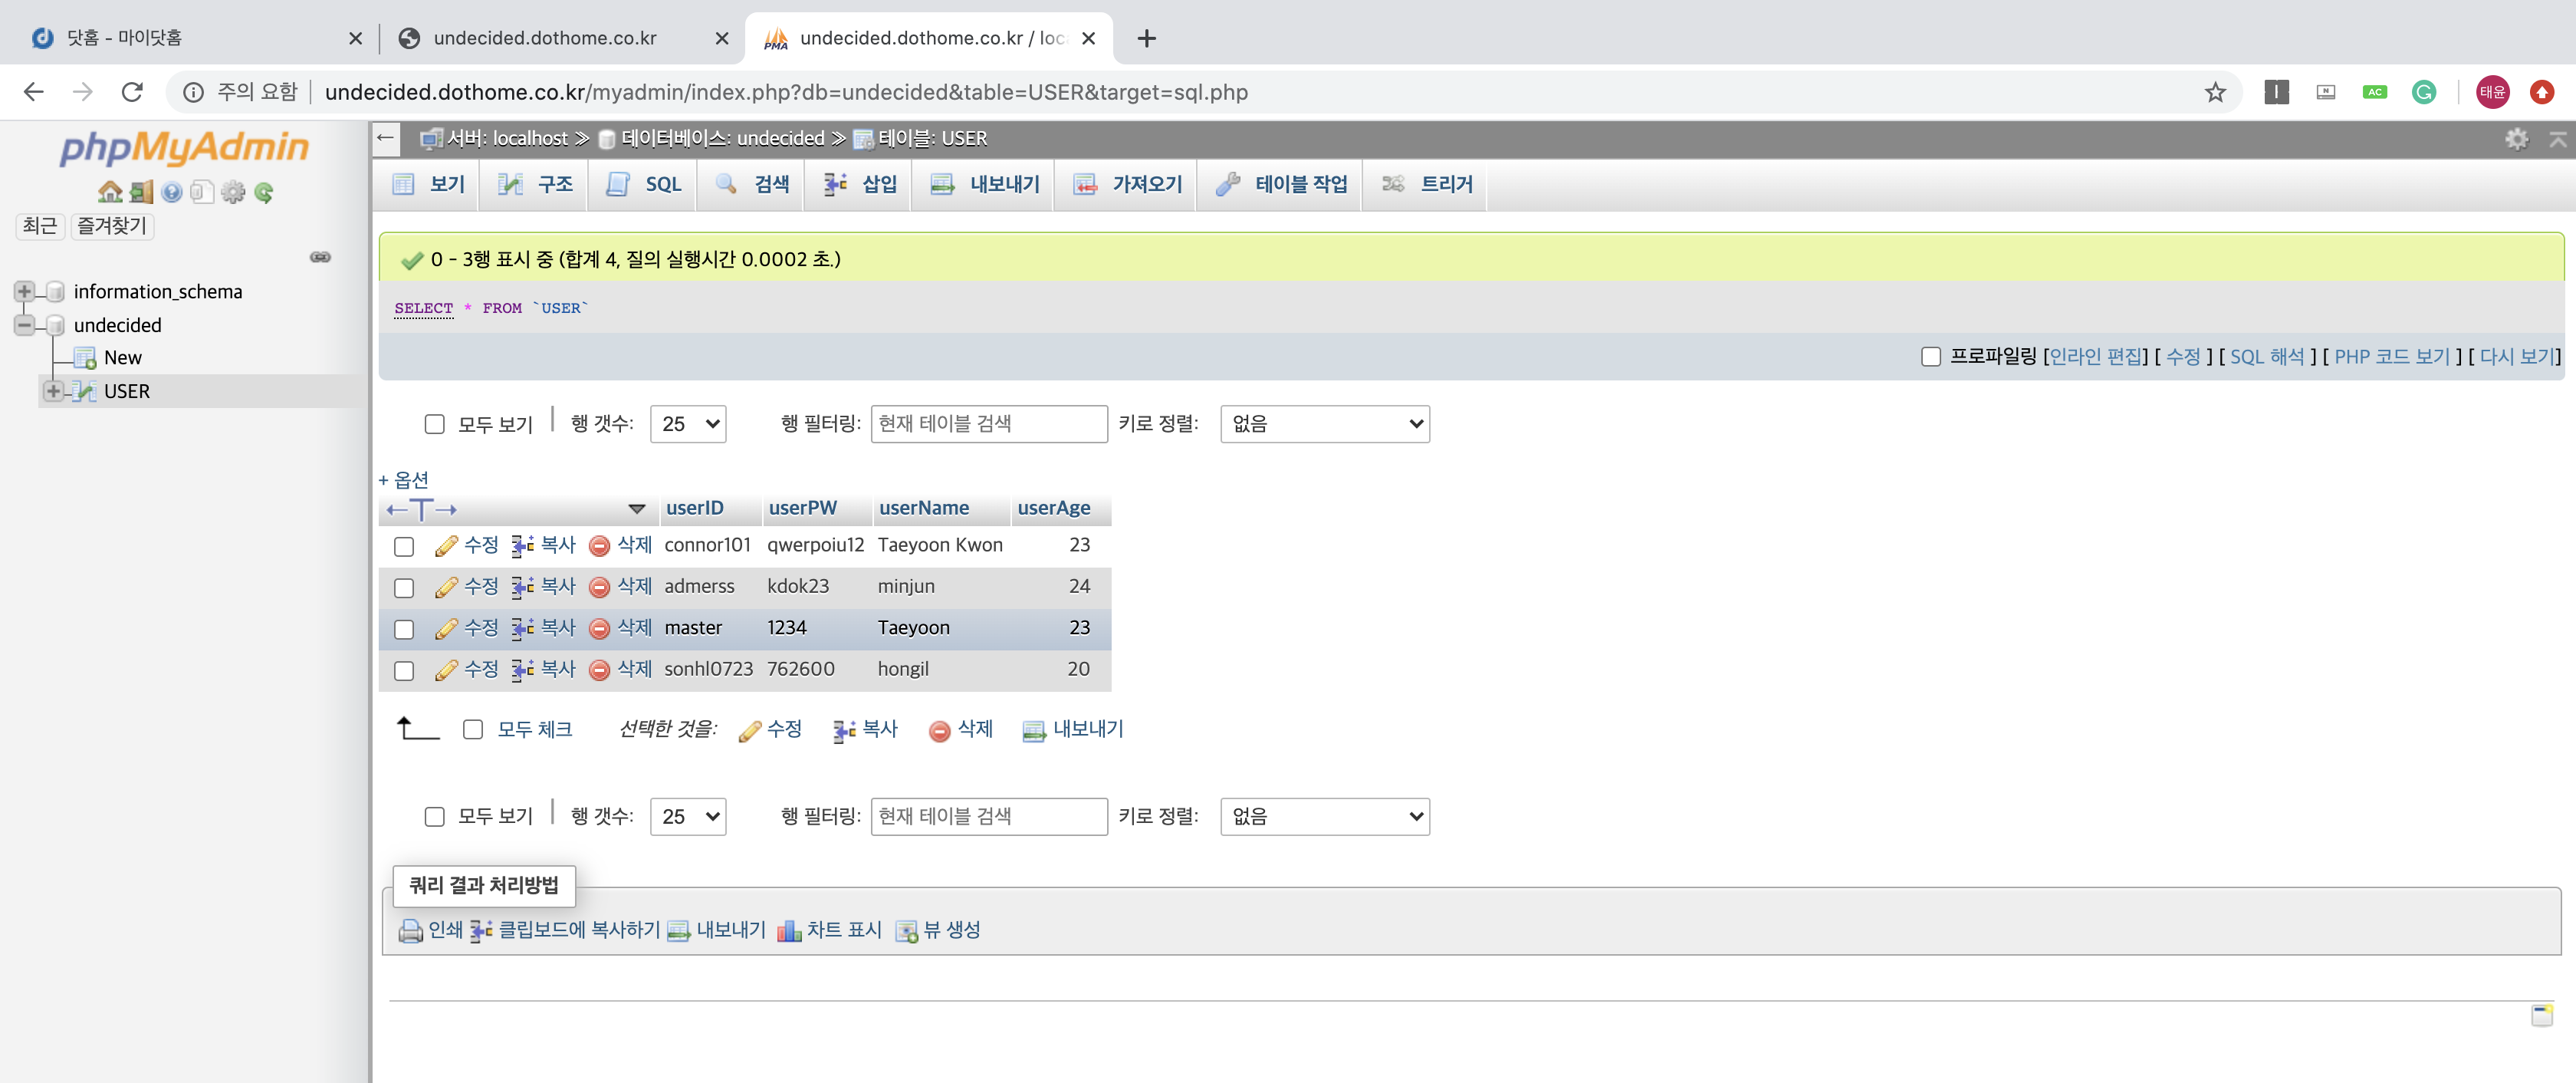 닷홈 - 마이닷홈
undecided.dothome.co.kr
PMA undecided.dothome.co.kr / loc
주의 요함 undecided.dothome.co.kr/myadmin/index.php?db=undecided&table=USER&target=sql.php
AC
태윤
phpMyAdmin
최근 즐겨찾기
information_schema
undecided
New
USER
서버: localhost ≫ 데이터베이스: undecided ≫ 테이블: USER
보기 구조 SQL 검색 삽입 내보내기 가져오기 테이블 작업 트리거
0 - 3행 표시 중 (합계 4, 질의 실행시간 0.0002 초.)
SELECT * FROM `USER`
프로파일링 [인라인 편집] [ 수정 ] [ SQL 해석 ] [ PHP 코드 보기 ] [ 다시 보기]
모두 보기 | 행 갯수: 25 행 필터링: 현재 테이블 검색 키로 정렬: 없음
+ 옵션
←T→ userID userPW userName userAge
수정 복사 삭제 connor101 qwerpoiu12 Taeyoon Kwon 23
수정 복사 삭제 admerss kdok23 minjun 24
수정 복사 삭제 master 1234 Taeyoon 23
수정 복사 삭제 sonhl0723 762600 hongil 20
모두 체크 선택한 것을: 수정 복사 삭제 내보내기
모두 보기 | 행 갯수: 25 행 필터링: 현재 테이블 검색 키로 정렬: 없음
쿼리 결과 처리방법
인쇄 클립보드에 복사하기 내보내기 차트 표시 뷰 생성